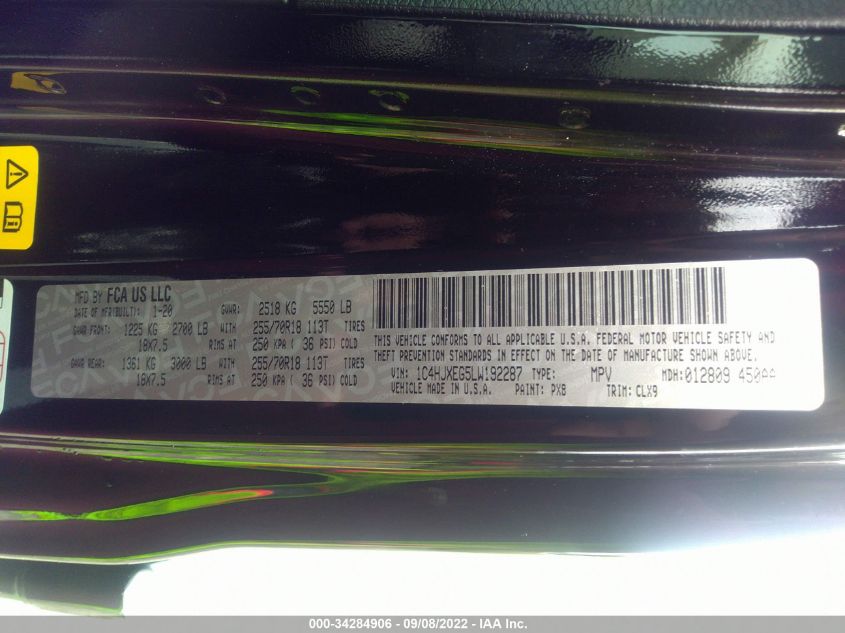 MFD BY FCA US LLC
DATE OF MFR(BUILT): 1-20 GVWR: 2518 KG 5550 LB
GAWR FRONT: 1225 KG 2700 LB WITH 255/70R18 113T TIRES
18X7.5 RIMS AT 250 KPA ( 36 PSI) COLD
GAWR REAR: 1361 KG 3000 LB WITH 255/70R18 113T TIRES
18X7.5 RIMS AT 250 KPA ( 36 PSI) COLD
THIS VEHICLE CONFORMS TO ALL APPLICABLE U.S.A. FEDERAL MOTOR VEHICLE SAFETY AND
THEFT PREVENTION STANDARDS IN EFFECT ON THE DATE OF MANUFACTURE SHOWN ABOVE.
VIN: 1C4HJXEG5LW192287 TYPE: MPV MDH: 012809 450AA
VEHICLE MADE IN U.S.A. PAINT: PX8 TRIM: CLX9
000-34284906 - 09/08/2022 - IAA Inc.